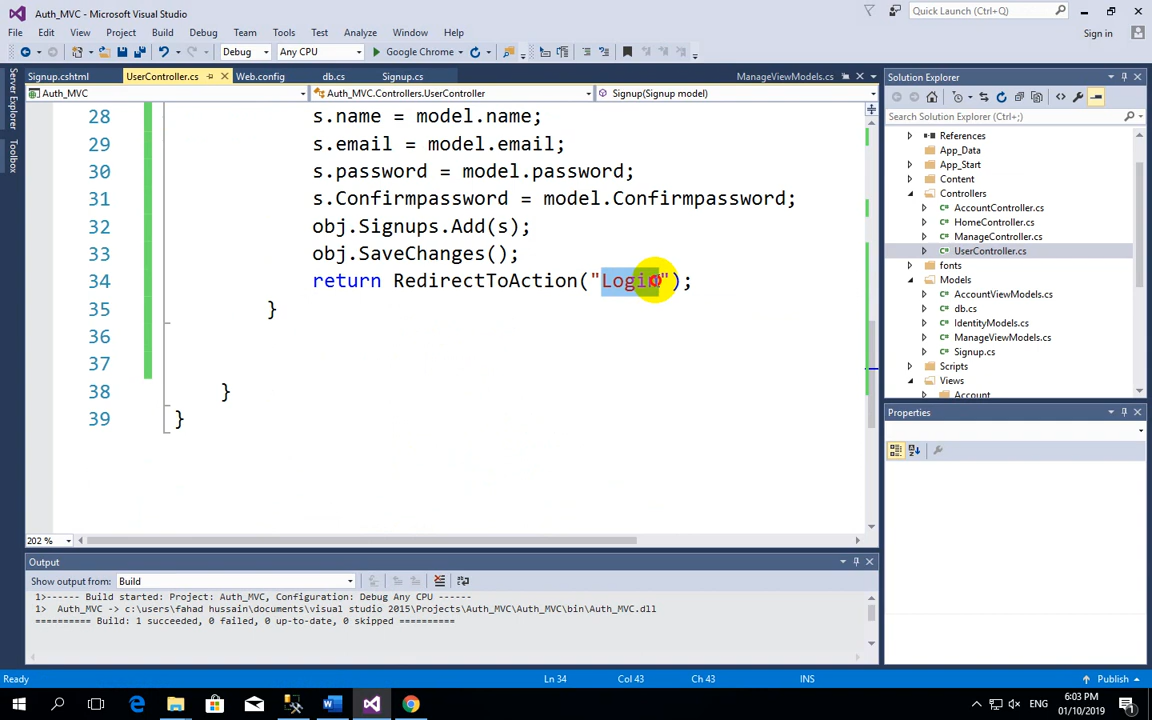 Auth_MVC - Microsoft Visual Studio
Quick Launch (Ctrl+Q)
File Edit View Project Build Debug Team Tools Test Analyze Window Help
Sign in
Debug Any CPU Google Chrome
Signup.cshtml UserController.cs Web.config db.cs Signup.cs ManageViewModels.cs
Auth_MVC Auth_MVC.Controllers.UserController Signup(Signup model)
Server Explorer
Toolbox
28 s.name = model.name;
29 s.email = model.email;
30 s.password = model.password;
31 s.Confirmpassword = model.Confirmpassword;
32 obj.Signups.Add(s);
33 obj.SaveChanges();
34 return RedirectToAction("Login");
35 }
36
37
38 }
39 }
202 %
Solution Explorer
Search Solution Explorer (Ctrl+;)
References
App_Data
App_Start
Content
Controllers
AccountController.cs
HomeController.cs
ManageController.cs
UserController.cs
fonts
Models
AccountViewModels.cs
db.cs
IdentityModels.cs
ManageViewModels.cs
Signup.cs
Scripts
Views
Account
Properties
Output
Show output from: Build
1>------ Build started: Project: Auth_MVC, Configuration: Debug Any CPU ------
1> Auth_MVC -> c:\users\fahad hussain\documents\visual studio 2015\Projects\Auth_MVC\Auth_MVC\bin\Auth_MVC.dll
========== Build: 1 succeeded, 0 failed, 0 up-to-date, 0 skipped ==========
Ready Ln 34 Col 43 Ch 43 INS Publish
6:03 PM
01/10/2019
1